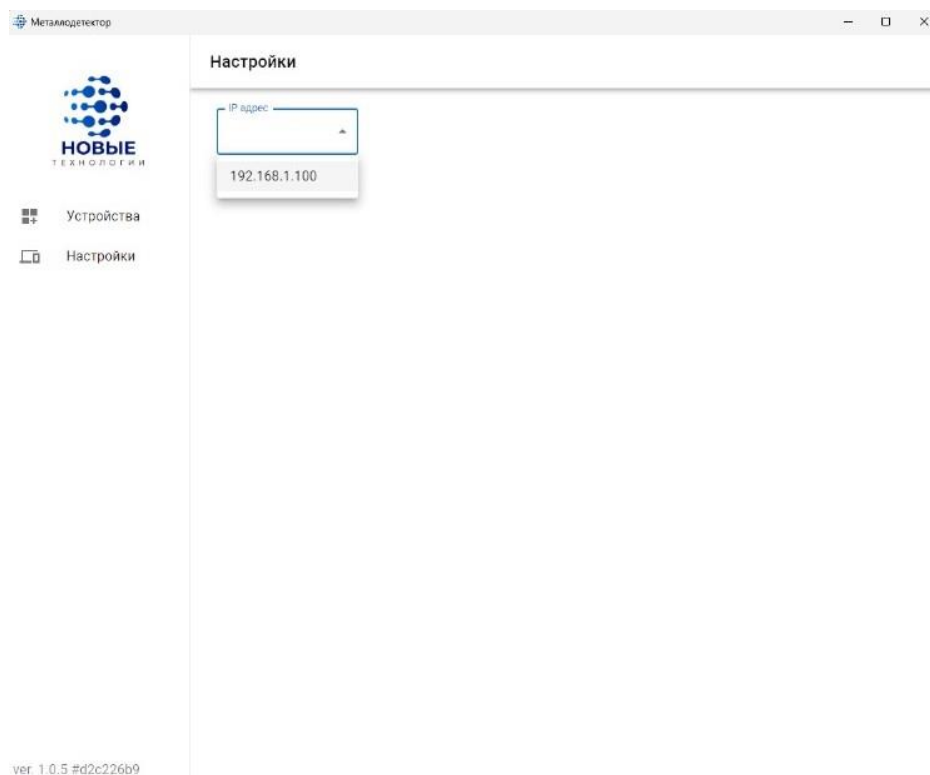 Металлодетектор
НОВЫЕ
ТЕХНОЛОГИИ
Устройства
Настройки
ver. 1.0.5 #d2c226b9
Настройки
IP адрес
192.168.1.100